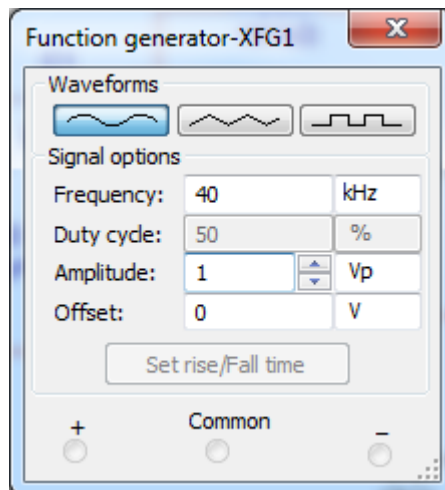 Function generator-XFG1
Waveforms
Signal options
Frequency: 40 kHz
Duty cycle: 50 %
Amplitude: 1 Vp
Offset: 0 V
Set rise/Fall time
+ Common −